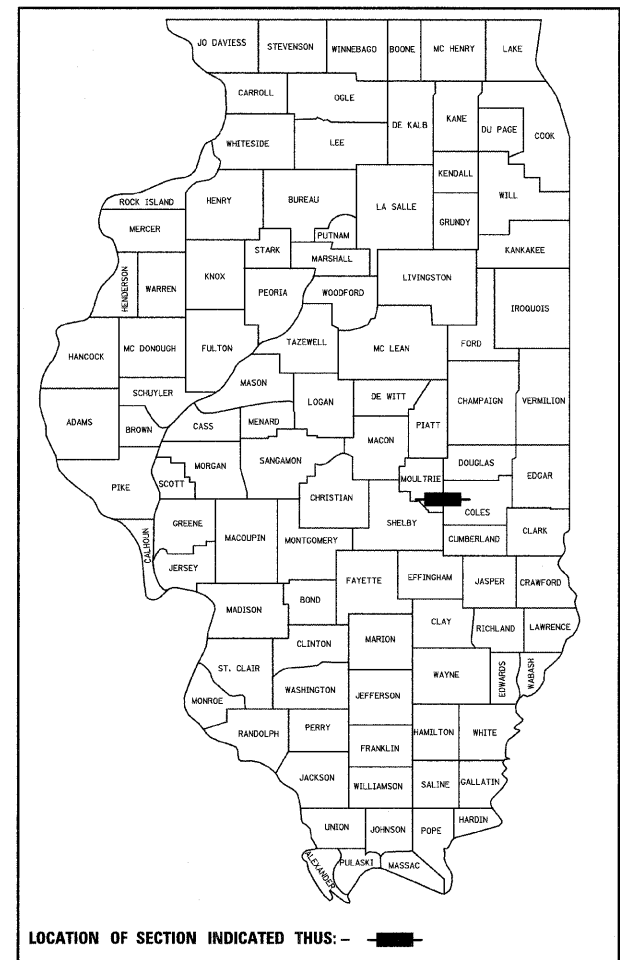 JO DAVIESS
STEVENSON
WINNEBAGO
BOONE
MC HENRY
LAKE
CARROLL
OGLE
DE KALB
KANE
DU PAGE
COOK
WHITESIDE
LEE
KENDALL
WILL
ROCK ISLAND
HENRY
BUREAU
LA SALLE
GRUNDY
MERCER
PUTNAM
STARK
MARSHALL
KANKAKEE
HENDERSON
WARREN
KNOX
PEORIA
WOODFORD
LIVINGSTON
IROQUOIS
HANCOCK
MC DONOUGH
FULTON
TAZEWELL
MC LEAN
FORD
MASON
SCHUYLER
LOGAN
DE WITT
CHAMPAIGN
VERMILION
ADAMS
BROWN
CASS
MENARD
MACON
PIATT
PIKE
SCOTT
MORGAN
SANGAMON
CHRISTIAN
MOULTRIE
DOUGLAS
EDGAR
COLES
CALHOUN
GREENE
MACOUPIN
MONTGOMERY
SHELBY
CUMBERLAND
CLARK
JERSEY
FAYETTE
EFFINGHAM
JASPER
CRAWFORD
MADISON
BOND
CLAY
RICHLAND
LAWRENCE
CLINTON
MARION
ST. CLAIR
WAYNE
EDWARDS
WABASH
WASHINGTON
JEFFERSON
MONROE
RANDOLPH
PERRY
HAMILTON
WHITE
FRANKLIN
JACKSON
WILLIAMSON
SALINE
GALLATIN
UNION
JOHNSON
POPE
HARDIN
ALEXANDER
PULASKI
MASSAC
LOCATION OF SECTION INDICATED THUS: -